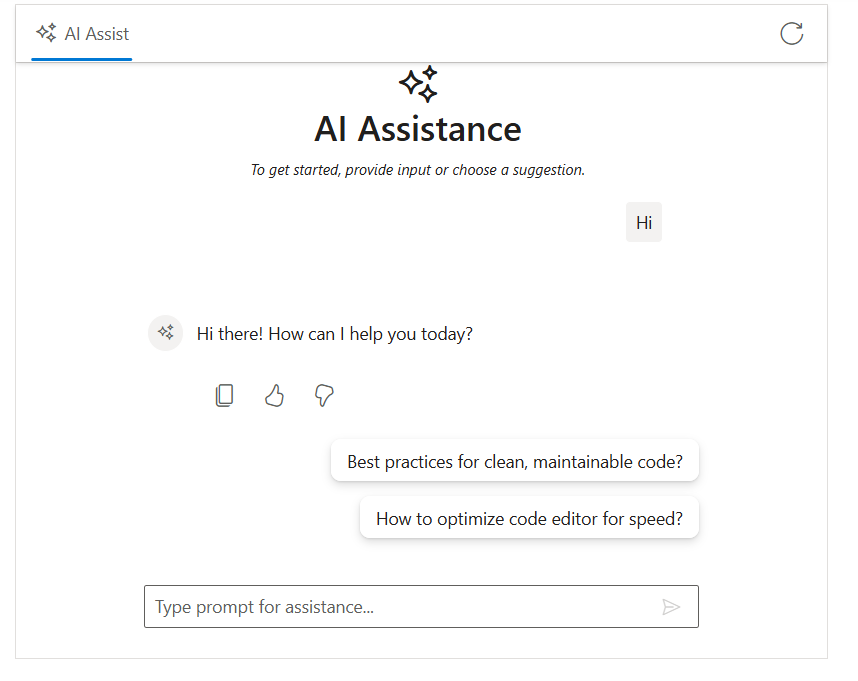 AI Assist
AI Assistance
To get started, provide input or choose a suggestion.
Hi
Hi there! How can I help you today?
Best practices for clean, maintainable code?
How to optimize code editor for speed?
Type prompt for assistance...